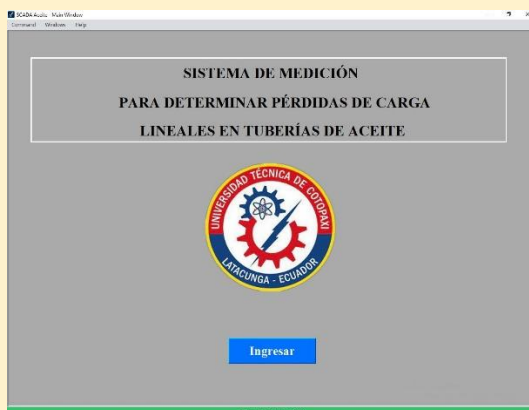 SCADA Aceite - Main Window
Command Windows Help
SISTEMA DE MEDICIÓN
PARA DETERMINAR PÉRDIDAS DE CARGA
LINEALES EN TUBERÍAS DE ACEITE
UNIVERSIDAD TÉCNICA DE COTOPAXI
LATACUNGA - ECUADOR
Ingresar